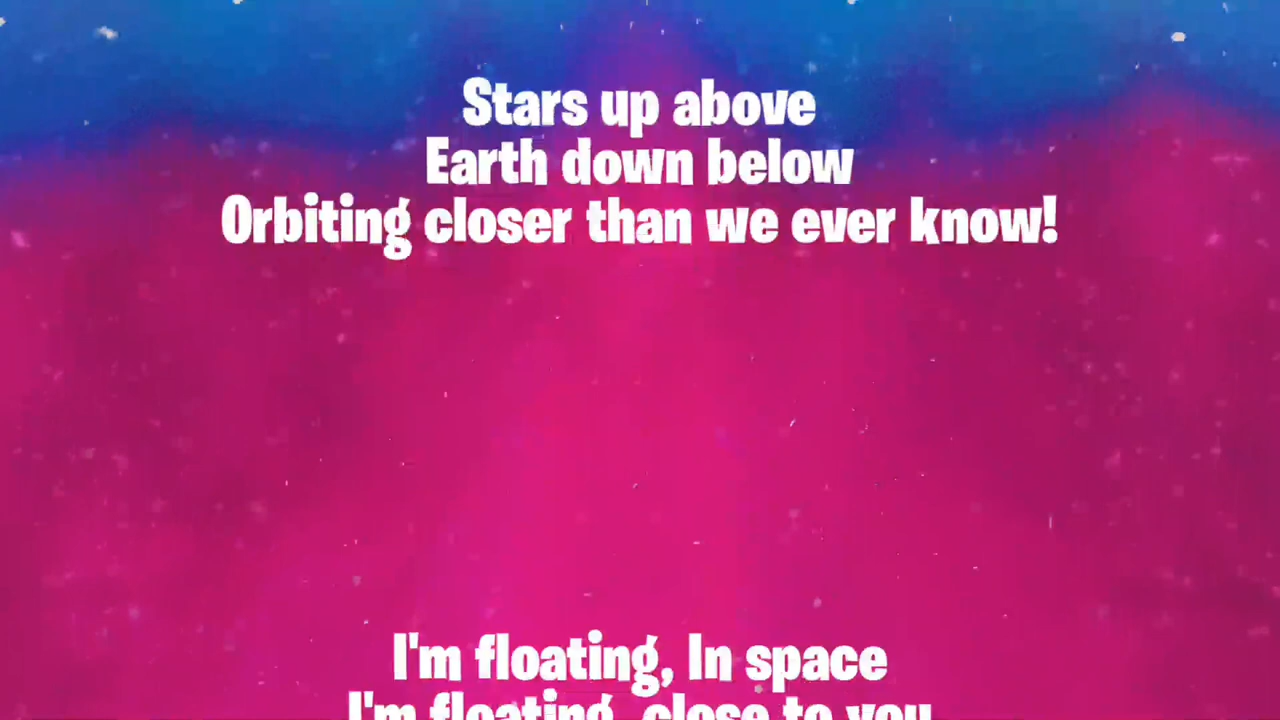 Stars up above
Earth down below
Orbiting closer than we ever know!
I'm floating, In space
I'm floating, close to you